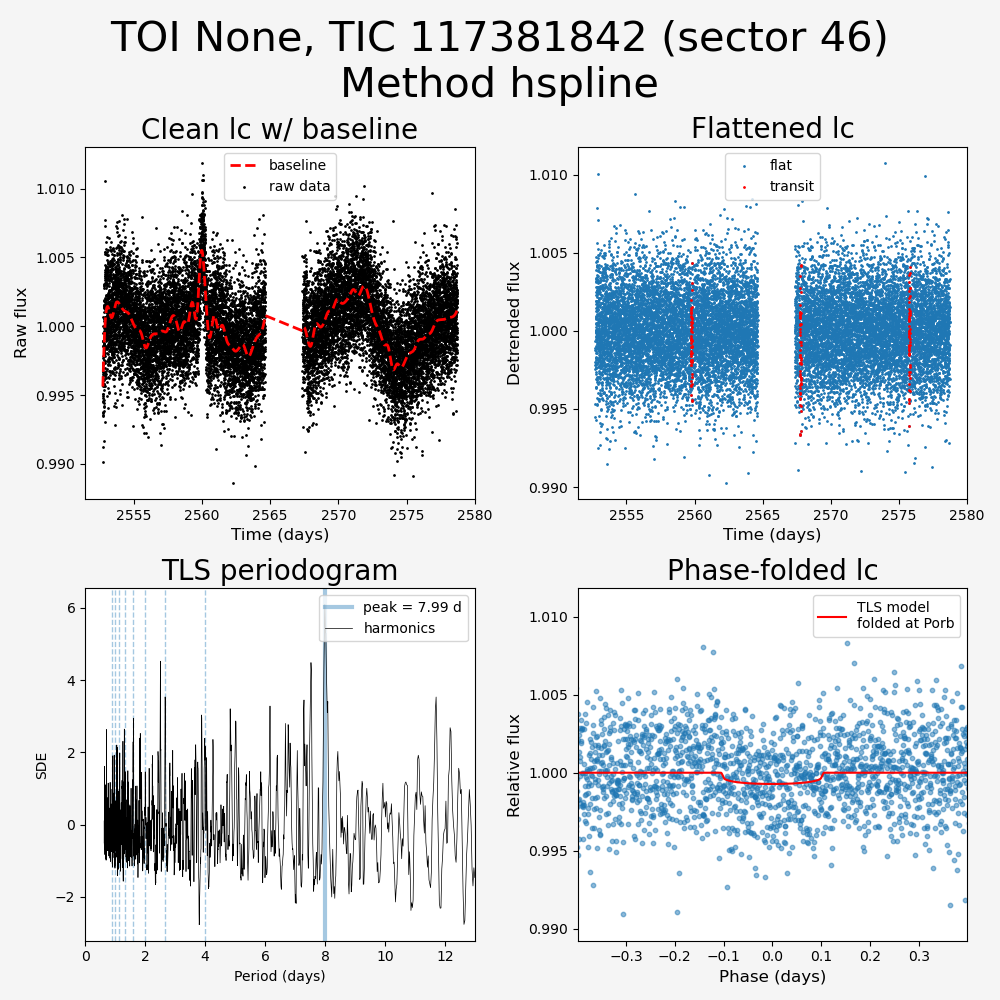 TOI None, TIC 117381842 (sector 46)
Method hspline
Clean lc w/ baseline
baseline
raw data
1.010
1.005
1.000
0.995
0.990
Raw flux
2555 2560 2565 2570 2575 2580
Time (days)
Flattened lc
flat
transit
1.010
1.005
1.000
0.995
0.990
Detrended flux
2555 2560 2565 2570 2575 2580
Time (days)
TLS periodogram
peak = 7.99 d
harmonics
6
4
2
0
−2
SDE
0 2 4 6 8 10 12
Period (days)
Phase-folded lc
TLS model
folded at Porb
1.010
1.005
1.000
0.995
0.990
Relative flux
−0.3 −0.2 −0.1 0.0 0.1 0.2 0.3
Phase (days)